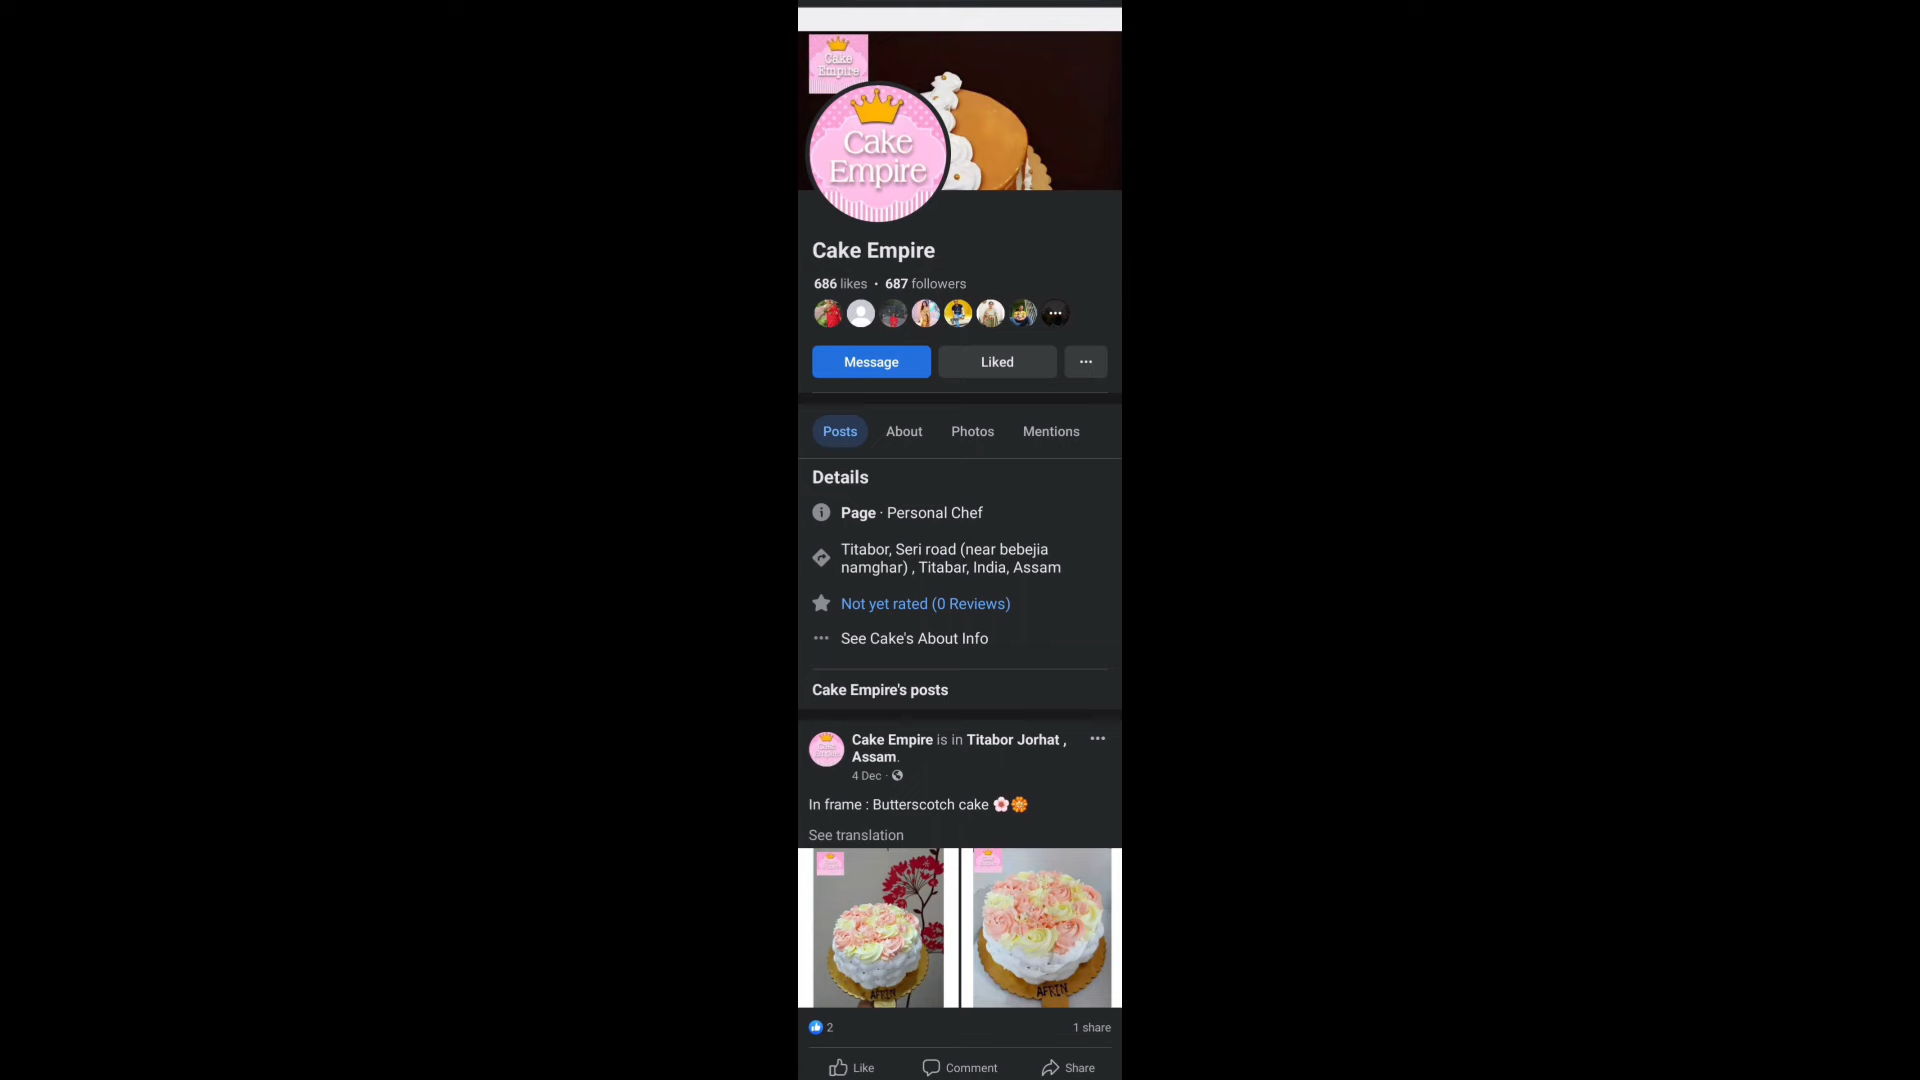 Cake
Empire
Cake
Empire
Cake Empire
686 likes • 687 followers
Message
Liked
Posts
About
Photos
Mentions
Details
Page · Personal Chef
Titabor, Seri road (near bebejia
namghar) , Titabar, India, Assam
Not yet rated (0 Reviews)
See Cake's About Info
Cake Empire's posts
Cake Empire is in Titabor Jorhat ,
Assam.
4 Dec ·
In frame : Butterscotch cake 🌸🏵️
See translation
AFRIN
AFRIN
2
1 share
Like
Comment
Share